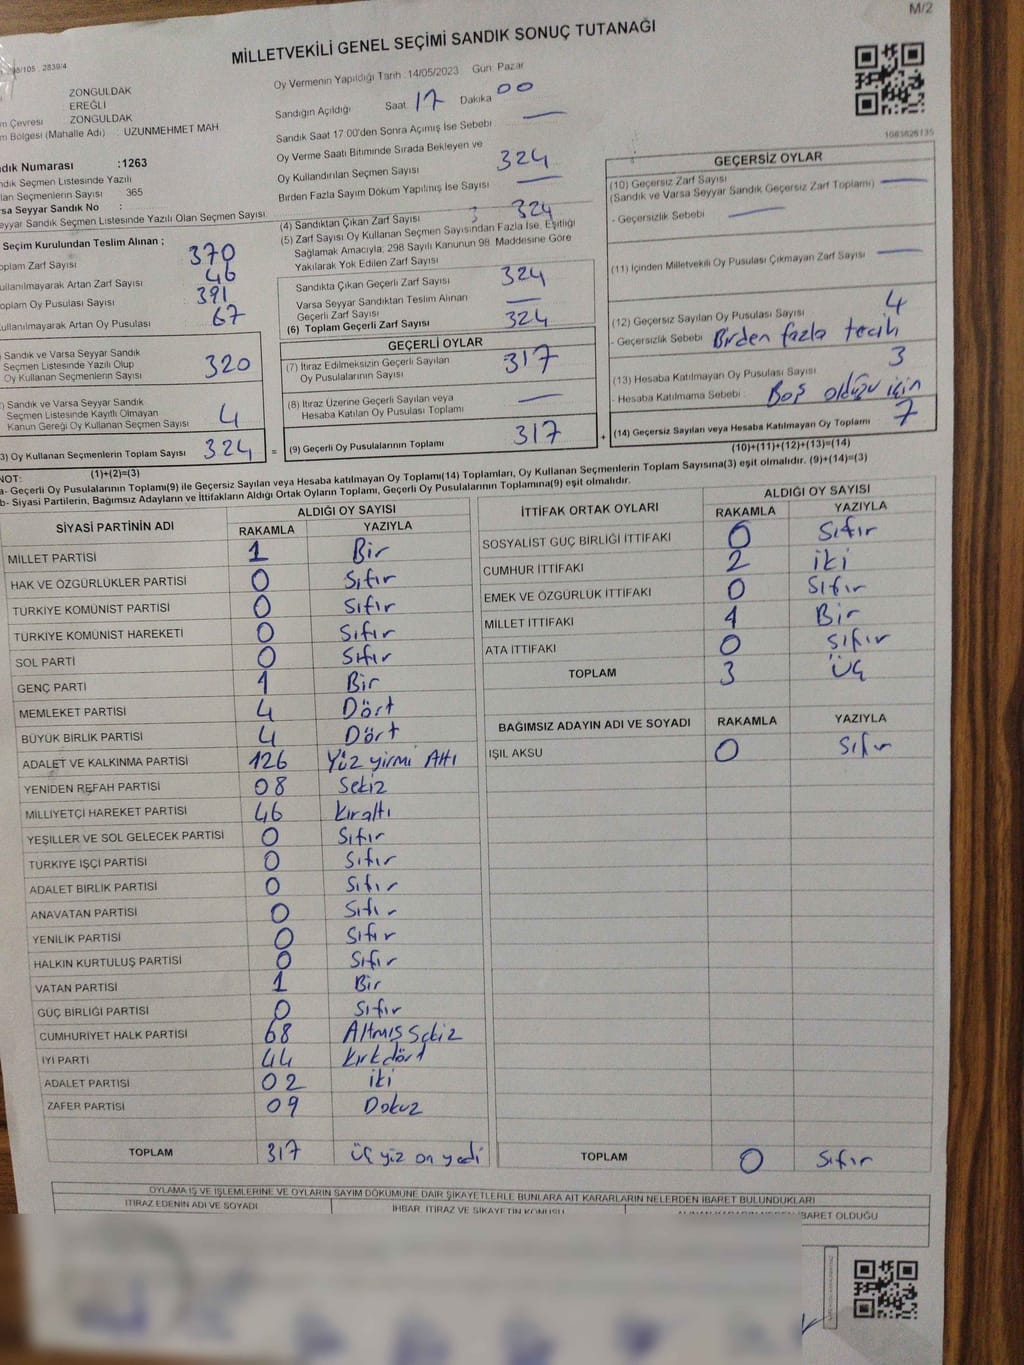 M/2
MİLLETVEKİLİ GENEL SEÇİMİ SANDIK SONUÇ TUTANAĞI
/105 : 2839/4
ZONGULDAK
EREĞLİ
m Çevresi ZONGULDAK
m Bölgesi (Mahalle Adı) : UZUNMEHMET MAH
ndık Numarası :1263
ndık Seçmen Listesinde Yazılı
lan Seçmenlerin Sayısı 365
arsa Seyyar Sandık No :
eyyar Sandık Seçmen Listesinde Yazılı Olan Seçmen Sayısı
Seçim Kurulundan Teslim Alınan ;
oplam Zarf Sayısı 370
ullanılmayarak Artan Zarf Sayısı 46
oplam Oy Pusulası Sayısı 391
ullanılmayarak Artan Oy Pusulası 67
Sandık ve Varsa Seyyar Sandık
Seçmen Listesinde Yazılı Olup
Oy Kullanan Seçmenlerin Sayısı 320
Sandık ve Varsa Seyyar Sandık
Seçmen Listesinde Kayıtlı Olmayan
Kanun Gereği Oy Kullanan Seçmen Sayısı 4
3) Oy Kullanan Seçmenlerin Toplam Sayısı 324 =
(1)+(2)=(3)
Oy Vermenin Yapıldığı Tarih : 14/05/2023 Gün: Pazar
Sandığın Açıldığı Saat 17 Dakika 00
Sandık Saat 17:00'den Sonra Açımış İse Sebebi —
Oy Verme Saati Bitiminde Sırada Bekleyen ve
Oy Kullandırılan Seçmen Sayısı 324
Birden Fazla Sayım Döküm Yapılmış İse Sayısı —
(4) Sandıktan Çıkan Zarf Sayısı : 324
(5) Zarf Sayısı Oy Kullanan Seçmen Sayısından Fazla İse, Eşitliği
Sağlamak Amacıyla, 298 Sayılı Kanunun 98. Maddesine Göre
Yakılarak Yok Edilen Zarf Sayısı
Sandıkta Çıkan Geçerli Zarf Sayısı 324
Varsa Seyyar Sandıktan Teslim Alınan
Geçerli Zarf Sayısı —
(6) Toplam Geçerli Zarf Sayısı 324
GEÇERLİ OYLAR
(7) İtiraz Edilmeksizin Geçerli Sayılan
Oy Pusulalarının Sayısı 317
(8) İtiraz Üzerine Geçerli Sayılan veya
Hesaba Katılan Oy Pusulası Toplamı —
(9) Geçerli Oy Pusulalarının Toplamı 317 +
1063626135
GEÇERSİZ OYLAR
(10) Geçersiz Zarf Sayısı
(Sandık ve Varsa Seyyar Sandık Geçersiz Zarf Toplamı) —
- Geçersizlik Sebebi —
(11) İçinden Milletvekili Oy Pusulası Çıkmayan Zarf Sayısı —
(12) Geçersiz Sayılan Oy Pusulası Sayısı 4
- Geçersizlik Sebebi Birden fazla tecih
(13) Hesaba Katılmayan Oy Pusulası Sayısı 3
- Hesaba Katılmama Sebebi : Boş olduğu için
(14) Geçersiz Sayılan veya Hesaba Katılmayan Oy Toplamı 7
(10)+(11)+(12)+(13)=(14)
NOT:
a- Geçerli Oy Pusulalarının Toplamı(9) ile Geçersiz Sayılan veya Hesaba katılmayan Oy Toplamı(14) Toplamları, Oy Kullanan Seçmenlerin Toplam Sayısına(3) eşit olmalıdır. (9)+(14)=(3)
b- Siyasi Partilerin, Bağımsız Adayların ve İttifakların Aldığı Ortak Oyların Toplamı, Geçerli Oy Pusulalarının Toplamına(9) eşit olmalıdır.
SİYASİ PARTİNİN ADI ALDIĞI OY SAYISI
RAKAMLA YAZIYLA
MİLLET PARTİSİ 1 Bir
HAK VE ÖZGÜRLÜKLER PARTİSİ 0 Sıfır
TÜRKİYE KOMÜNİST PARTİSİ 0 Sıfır
TÜRKİYE KOMÜNİST HAREKETİ 0 Sıfır
SOL PARTİ 0 Sıfır
GENÇ PARTİ 1 Bir
MEMLEKET PARTİSİ 4 Dört
BÜYÜK BİRLİK PARTİSİ 4 Dört
ADALET VE KALKINMA PARTİSİ 126 Yüz yirmi Altı
YENİDEN REFAH PARTİSİ 08 Sekiz
MİLLİYETÇİ HAREKET PARTİSİ 46 Kıraltı
YEŞİLLER VE SOL GELECEK PARTİSİ 0 Sıfır
TÜRKİYE İŞÇİ PARTİSİ 0 Sıfır
ADALET BİRLİK PARTİSİ 0 Sıfır
ANAVATAN PARTİSİ 0 Sıfır
YENİLİK PARTİSİ 0 Sıfır
HALKIN KURTULUŞ PARTİSİ 0 Sıfır
VATAN PARTİSİ 1 Bir
GÜÇ BİRLİĞİ PARTİSİ 0 Sıfır
CUMHURİYET HALK PARTİSİ 68 Altmış Sekiz
İYİ PARTİ 44 Kırkdört
ADALET PARTİSİ 02 iki
ZAFER PARTİSİ 09 Dokuz
TOPLAM 317 üç yüz on yedi
İTTİFAK ORTAK OYLARI ALDIĞI OY SAYISI
RAKAMLA YAZIYLA
SOSYALİST GÜÇ BİRLİĞİ İTTİFAKI 0 Sıfır
CUMHUR İTTİFAKI 2 iki
EMEK VE ÖZGÜRLÜK İTTİFAKI 0 Sıfır
MİLLET İTTİFAKI 1 Bir
ATA İTTİFAKI 0 Sıfır
TOPLAM 3 Üç
BAĞIMSIZ ADAYIN ADI VE SOYADI RAKAMLA YAZIYLA
IŞIL AKSU 0 Sıfır
TOPLAM 0 Sıfır
OYLAMA İŞ VE İŞLEMLERİNE VE OYLARIN SAYIM DÖKÜMÜNE DAİR ŞİKAYETLERLE BUNLARA AİT KARARLARIN NELERDEN İBARET BULUNDUKLARI
İTİRAZ EDENİN ADI VE SOYADI
İHBAR, İTİRAZ VE ŞİKAYETİN KONUSU
İBARET OLDUĞU